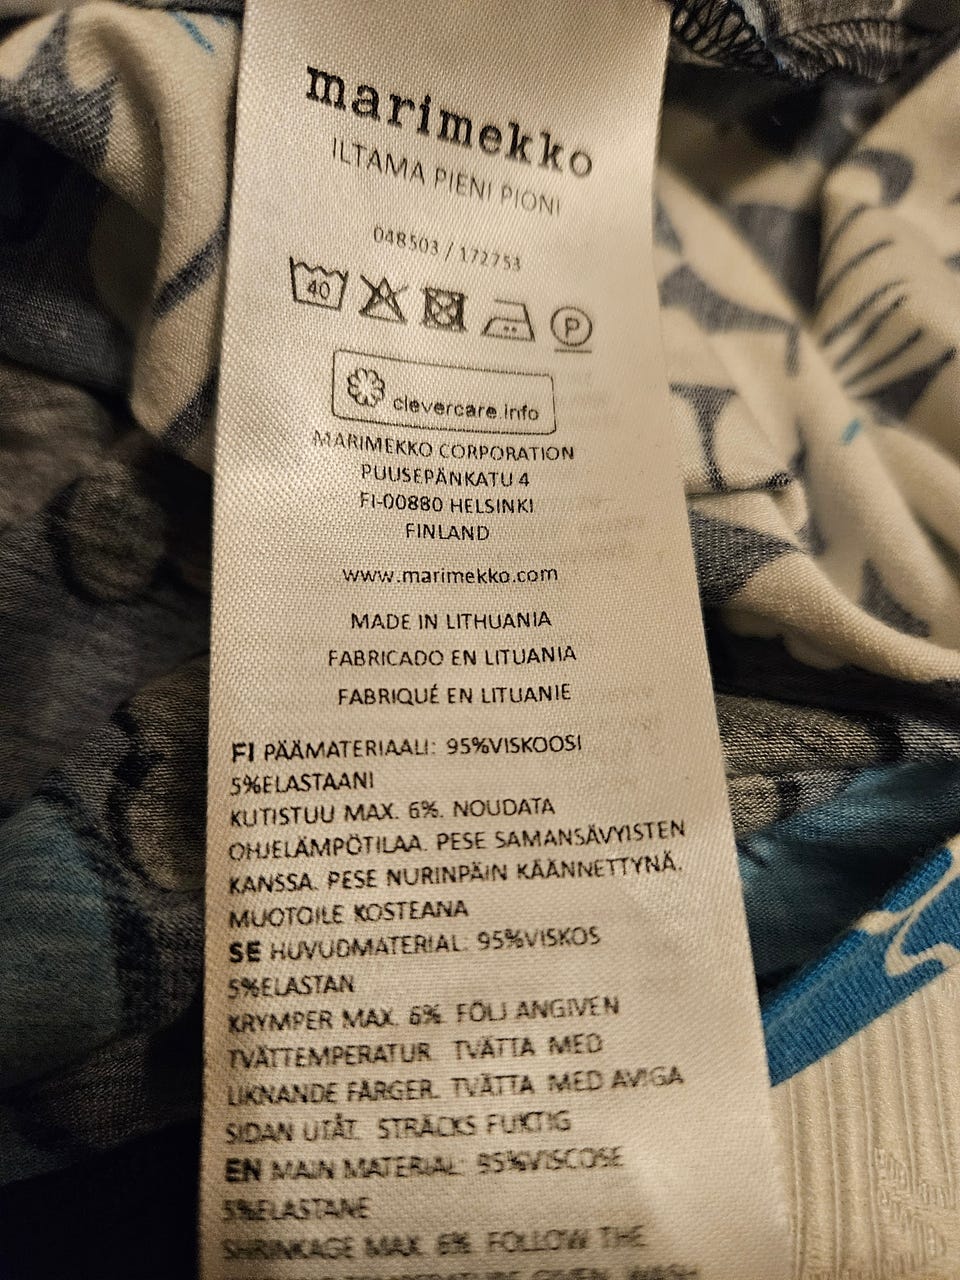 marimekko
ILTAMA PIENI PIONI
048503 / 172753
40
P
clevercare.info
MARIMEKKO CORPORATION
PUUSEPÄNKATU 4
FI-00880 HELSINKI
FINLAND
www.marimekko.com
MADE IN LITHUANIA
FABRICADO EN LITUANIA
FABRIQUÉ EN LITUANIE
FI PÄÄMATERIAALI: 95%VISKOOSI
5%ELASTAANI
KUTISTUU MAX. 6%. NOUDATA
OHJELÄMPÖTILAA. PESE SAMANSÄVYISTEN
KANSSA. PESE NURINPÄIN KÄÄNNETTYNÄ.
MUOTOILE KOSTEANA
SE HUVUDMATERIAL: 95%VISKOS
5%ELASTAN
KRYMPER MAX. 6%. FÖLJ ANGIVEN
TVÄTTEMPERATUR. TVÄTTA MED
LIKNANDE FÄRGER. TVÄTTA MED AVIGA
SIDAN UTÅT. STRÄCKS FUKTIG
EN MAIN MATERIAL: 95%VISCOSE
5%ELASTANE
SHRINKAGE MAX. 6%. FOLLOW THE
TEMPERATURE GIVEN. WASH